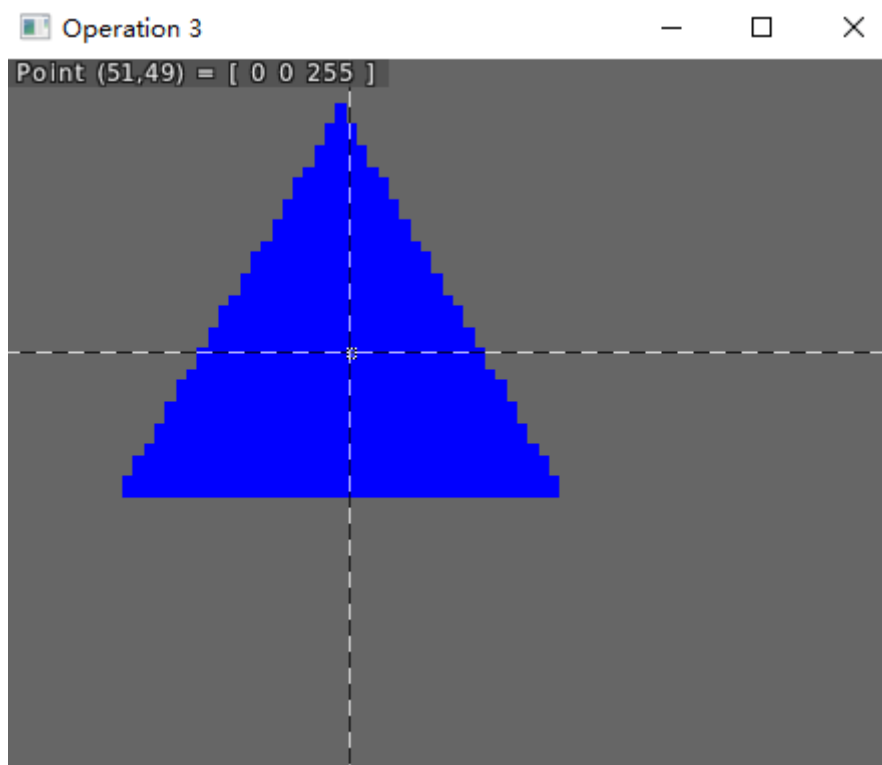 Operation 3
Point (51,49) = [ 0 0 255 ]